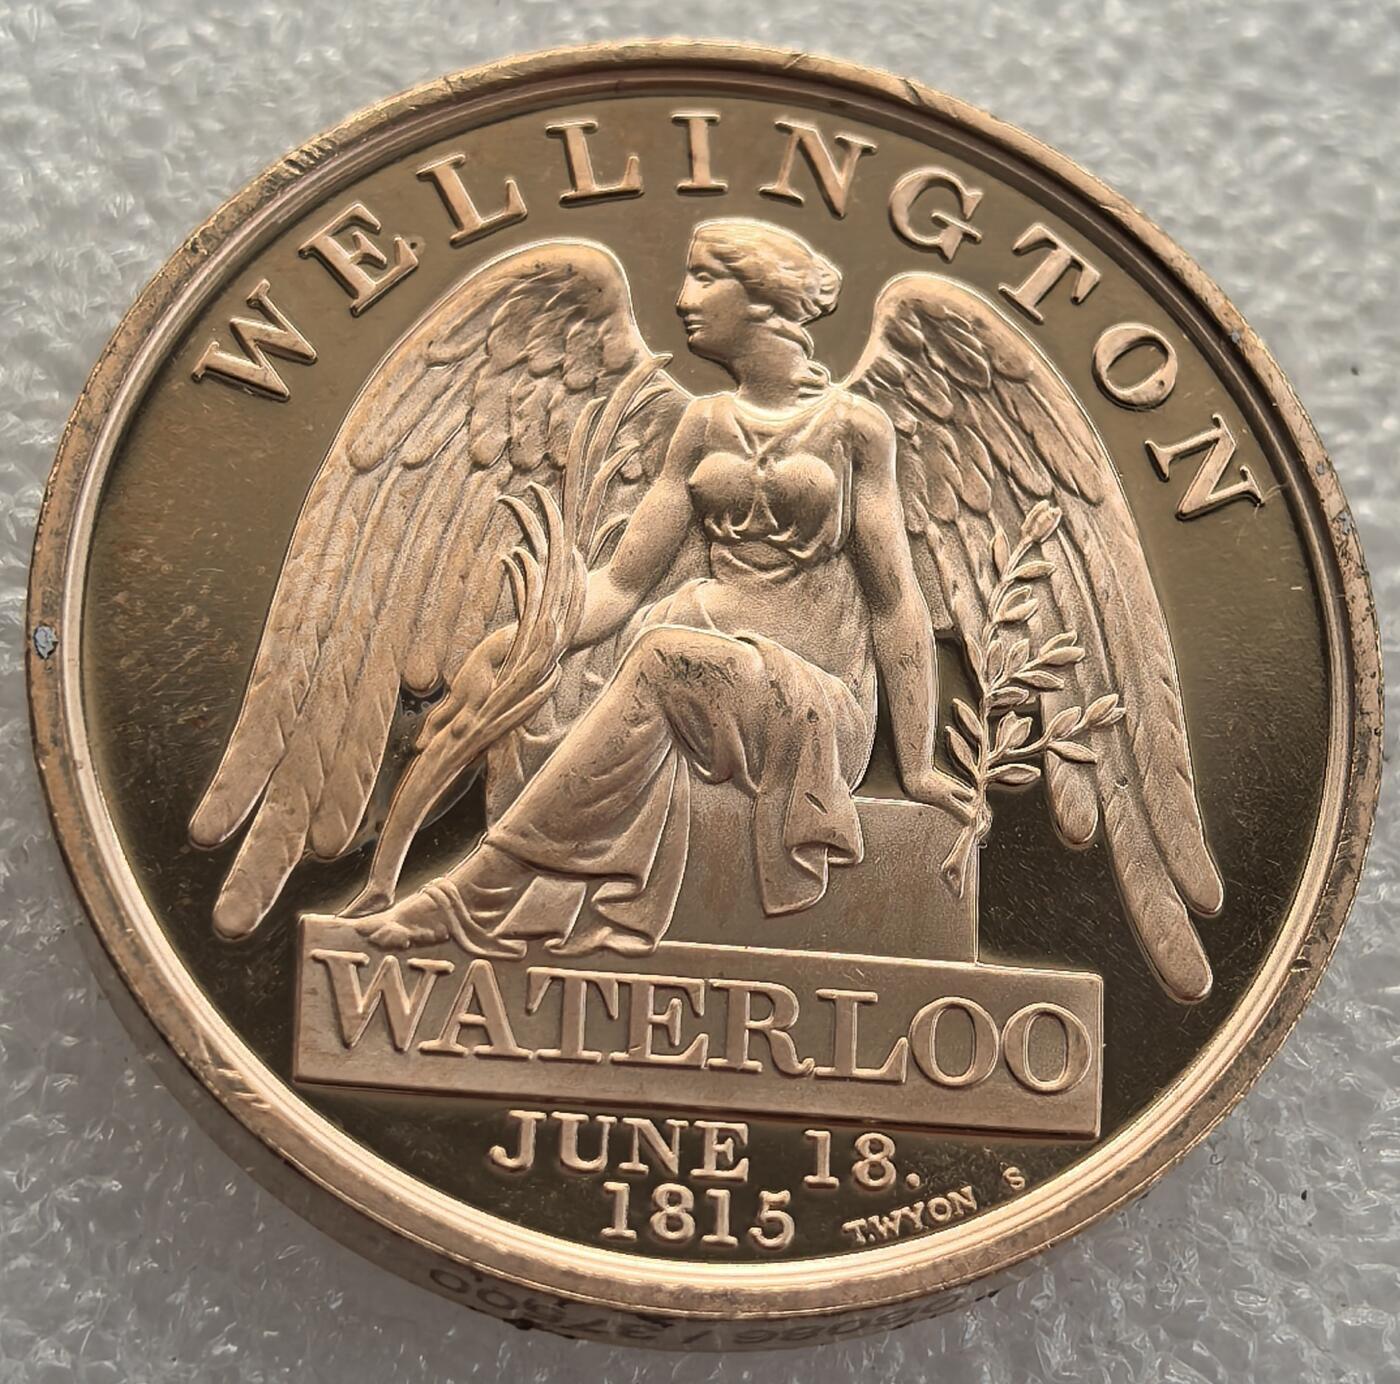 WELLINGTON
WATERLOO
JUNE 18.
1815
T.WYON S